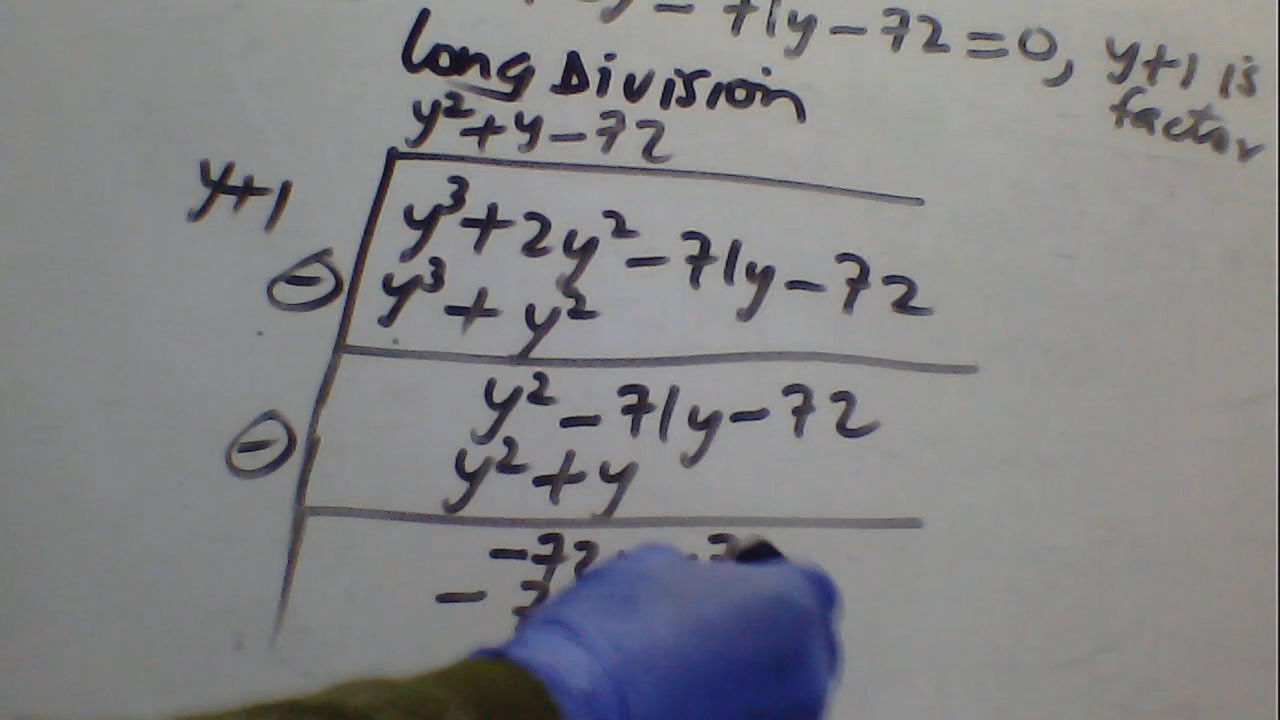 y - 71y - 72 = 0, y+1 is
factor
Long Division
y² + y - 72
y+1
y³ + 2y² - 71y - 72
⊖ y³ + y²
y² - 71y - 72
⊖ y² + y
-72
-